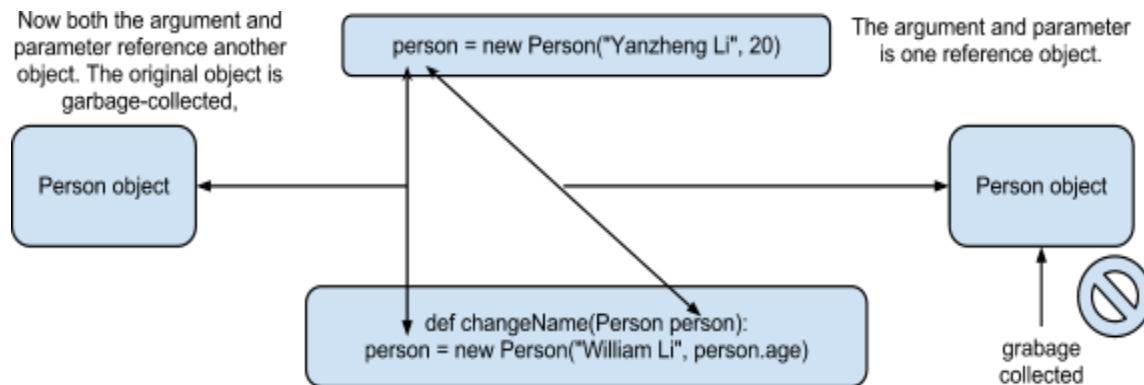 Now both the argument and
parameter reference another
object. The original object is
garbage-collected,
person = new Person("Yanzheng Li", 20)
The argument and parameter
is one reference object.
Person object
Person object
def changeName(Person person):
person = new Person("William Li", person.age)
grabage
collected